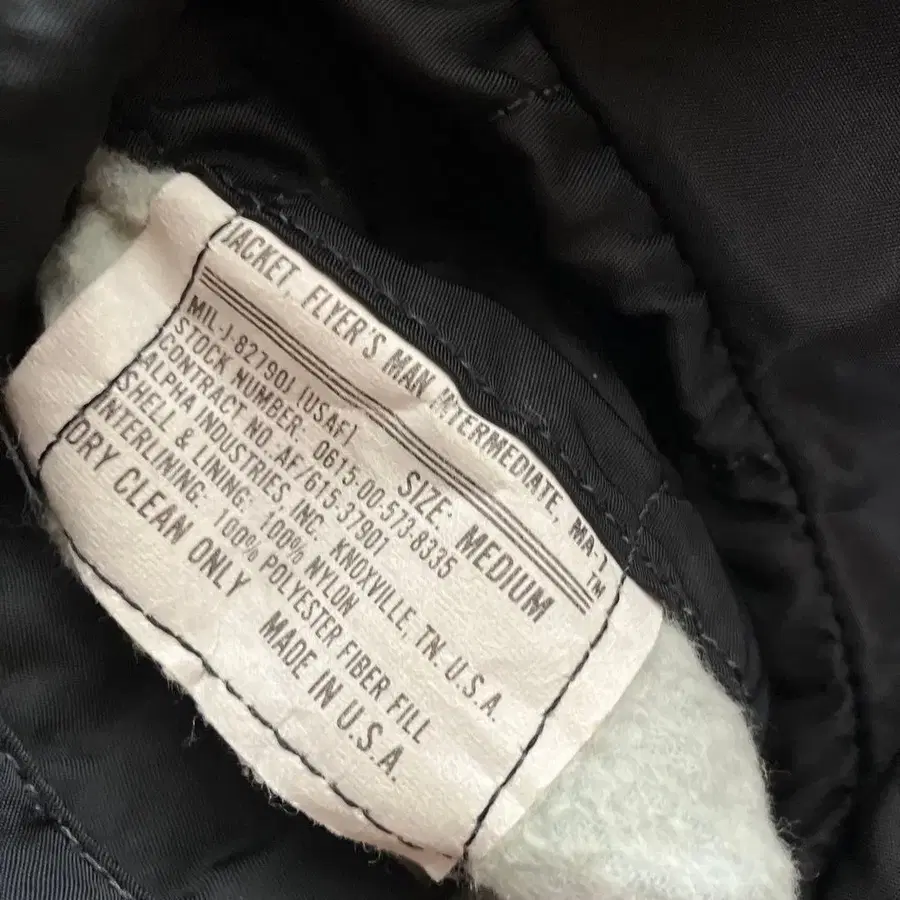 JACKET, FLYER'S MAN INTERMEDIATE, MA-1 ™
MIL-J-82790J [USAF]
STOCK NUMBER: 0615-00-573-8335
CONTRACT NO. AF/615-37901
ALPHA INDUSTRIES INC. KNOXVILLE, TN. U.S.A.
SHELL & LINING: 100% NYLON
INTERLINING: 100% POLYESTER FIBER FILL
DRY CLEAN ONLY
SIZE: MEDIUM
MADE IN U.S.A.